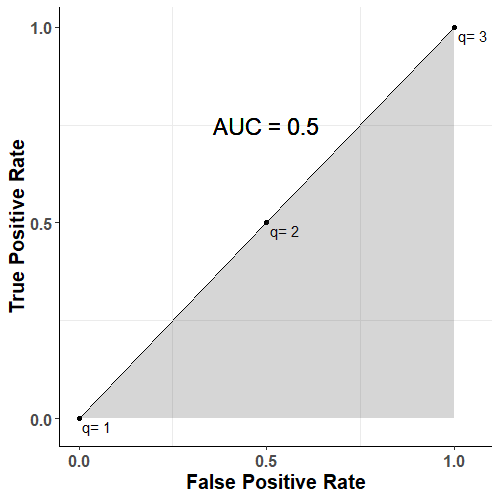 1.0
q= 3
AUC = 0.5
True Positive Rate
0.5
q= 2
0.0
q= 1
0.0
0.5
1.0
False Positive Rate